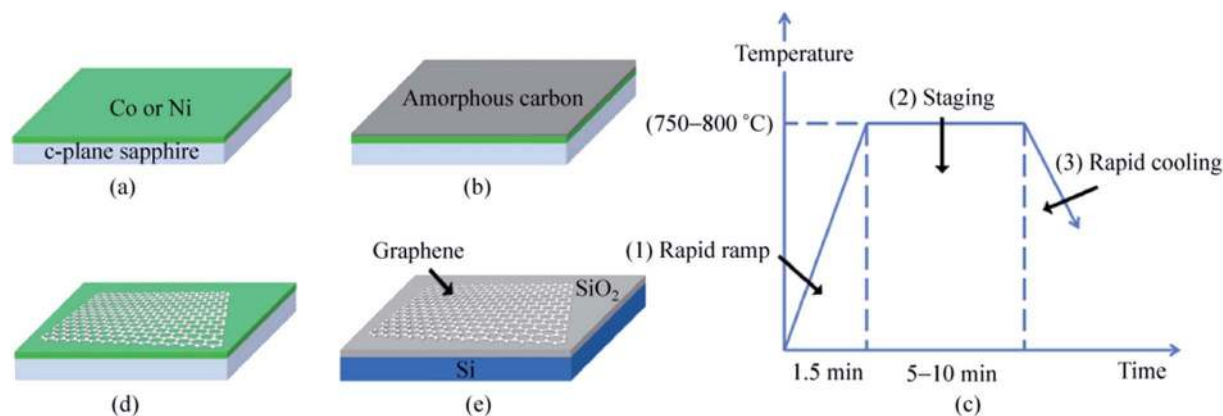 Co or Ni
c-plane sapphire
(a)
Amorphous carbon
(b)
Temperature
(750–800 °C)
(2) Staging
(3) Rapid cooling
(1) Rapid ramp
1.5 min
5–10 min
Time
(c)
(d)
Graphene
SiO₂
Si
(e)